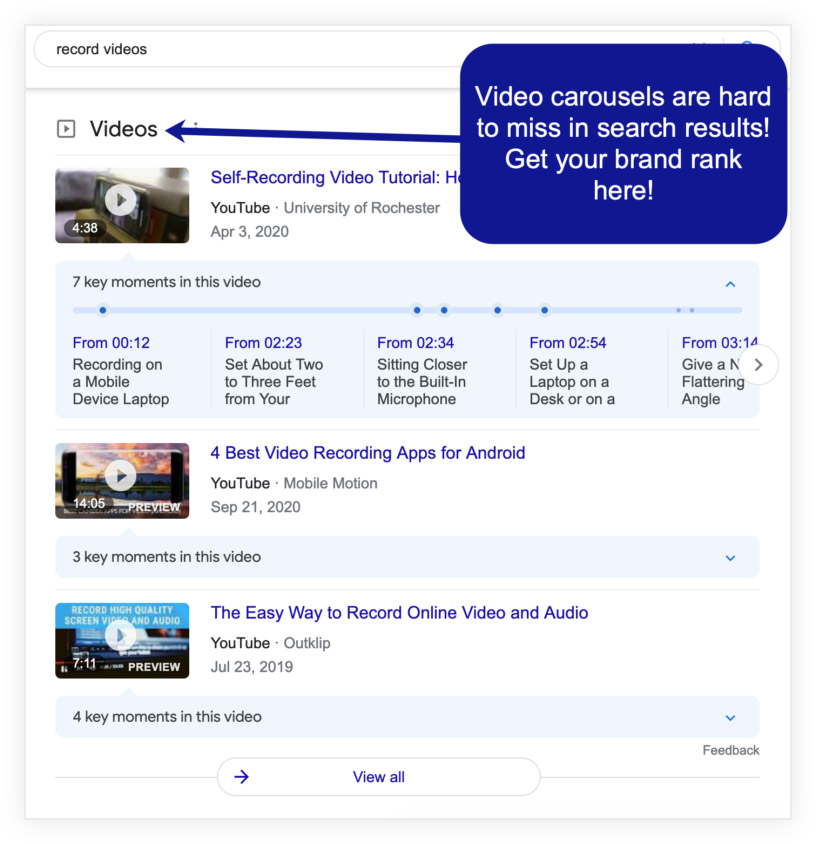 record videos
Video carousels are hard
to miss in search results!
Get your brand rank
here!
Videos
Self-Recording Video Tutorial:
YouTube · University of Rochester
Apr 3, 2020
4:38
7 key moments in this video
From 00:12
Recording on
a Mobile
Device Laptop
From 02:23
Set About Two
to Three Feet
from Your
From 02:34
Sitting Closer
to the Built-In
Microphone
From 02:54
Set Up a
Laptop on a
Desk or on a
From 03:14
Give a
Flattering
Angle
4 Best Video Recording Apps for Android
YouTube · Mobile Motion
Sep 21, 2020
14:05 PREVIEW
3 key moments in this video
RECORD HIGH QUALITY
SCREEN VIDEO AND AUDIO
7:11 PREVIEW
The Easy Way to Record Online Video and Audio
YouTube · Outklip
Jul 23, 2019
4 key moments in this video
Feedback
View all